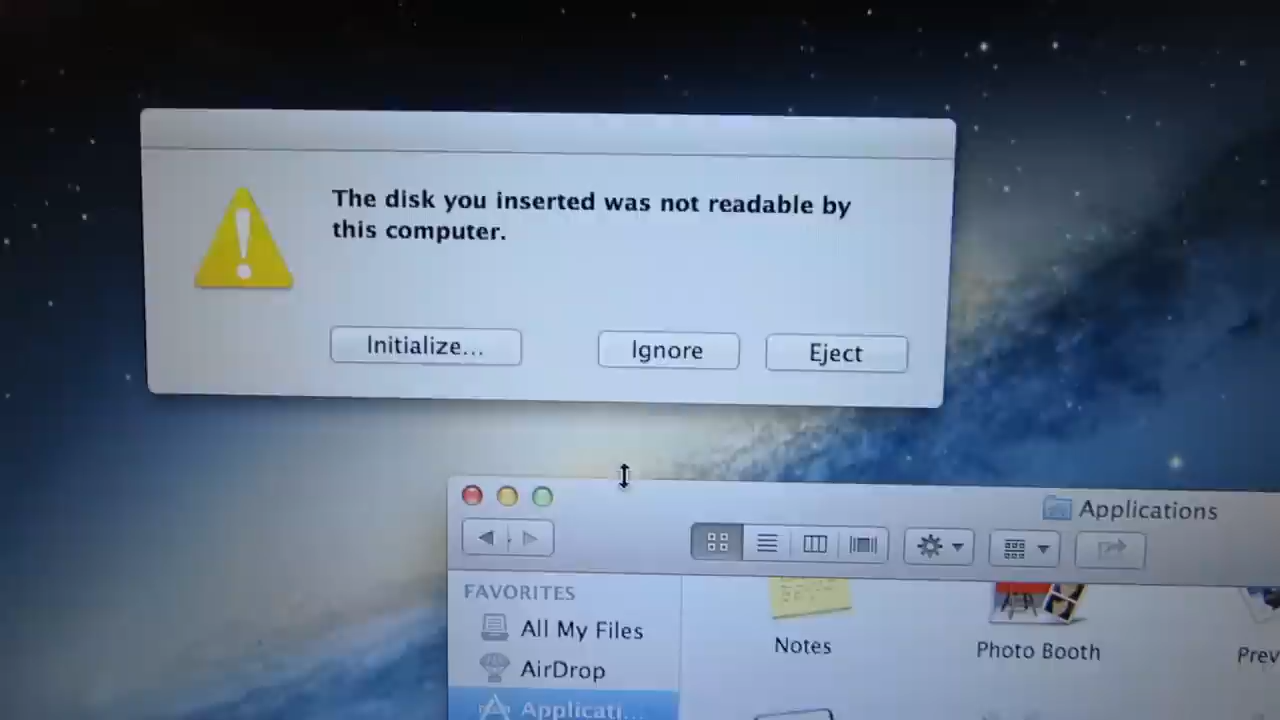 The disk you inserted was not readable by
this computer.
Initialize...
Ignore
Eject
Applications
FAVORITES
All My Files
AirDrop
Applicati...
Notes
Photo Booth
Prev